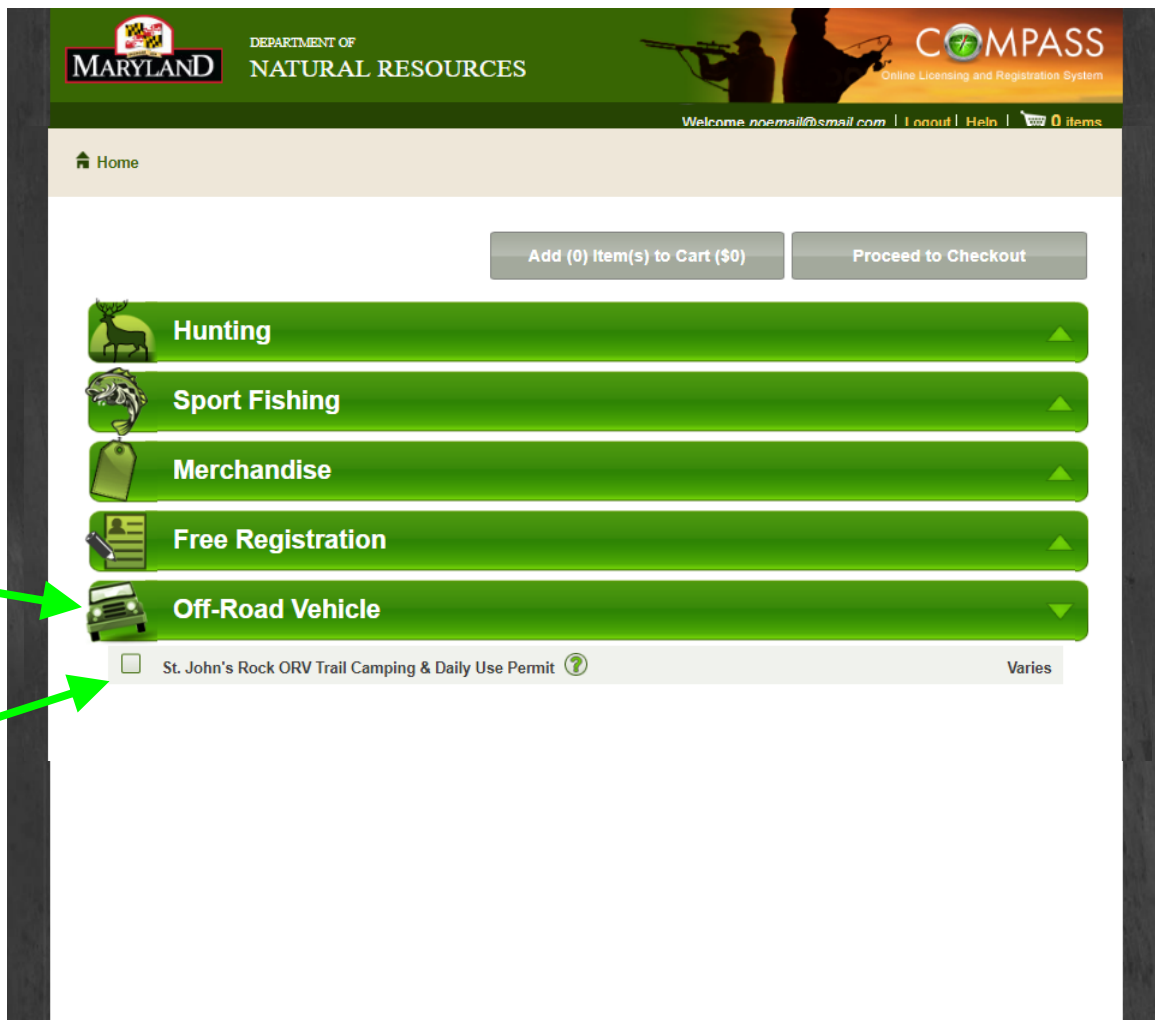 MARYLAND
DEPARTMENT OF
NATURAL RESOURCES
COMPASS
Online Licensing and Registration System
Welcome noemail@smail.com | Logout | Help | 0 items
Home
Add (0) Item(s) to Cart ($0)
Proceed to Checkout
Hunting
Sport Fishing
Merchandise
Free Registration
Off-Road Vehicle
St. John's Rock ORV Trail Camping & Daily Use Permit ? Varies